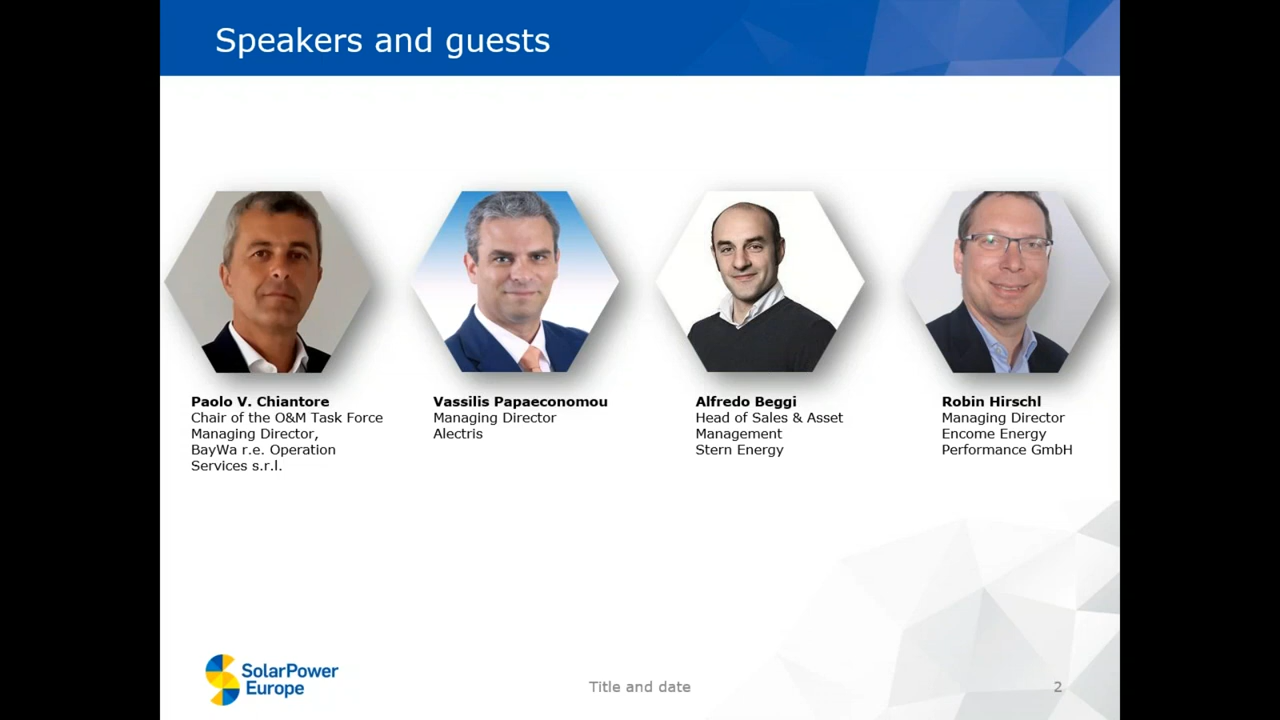 Speakers and guests
Paolo V. Chiantore
Chair of the O&M Task Force
Managing Director,
BayWa r.e. Operation
Services s.r.l.
Vassilis Papaeconomou
Managing Director
Alectris
Alfredo Beggi
Head of Sales & Asset
Management
Stern Energy
Robin Hirschl
Managing Director
Encome Energy
Performance GmbH
SolarPower
Europe
Title and date
2